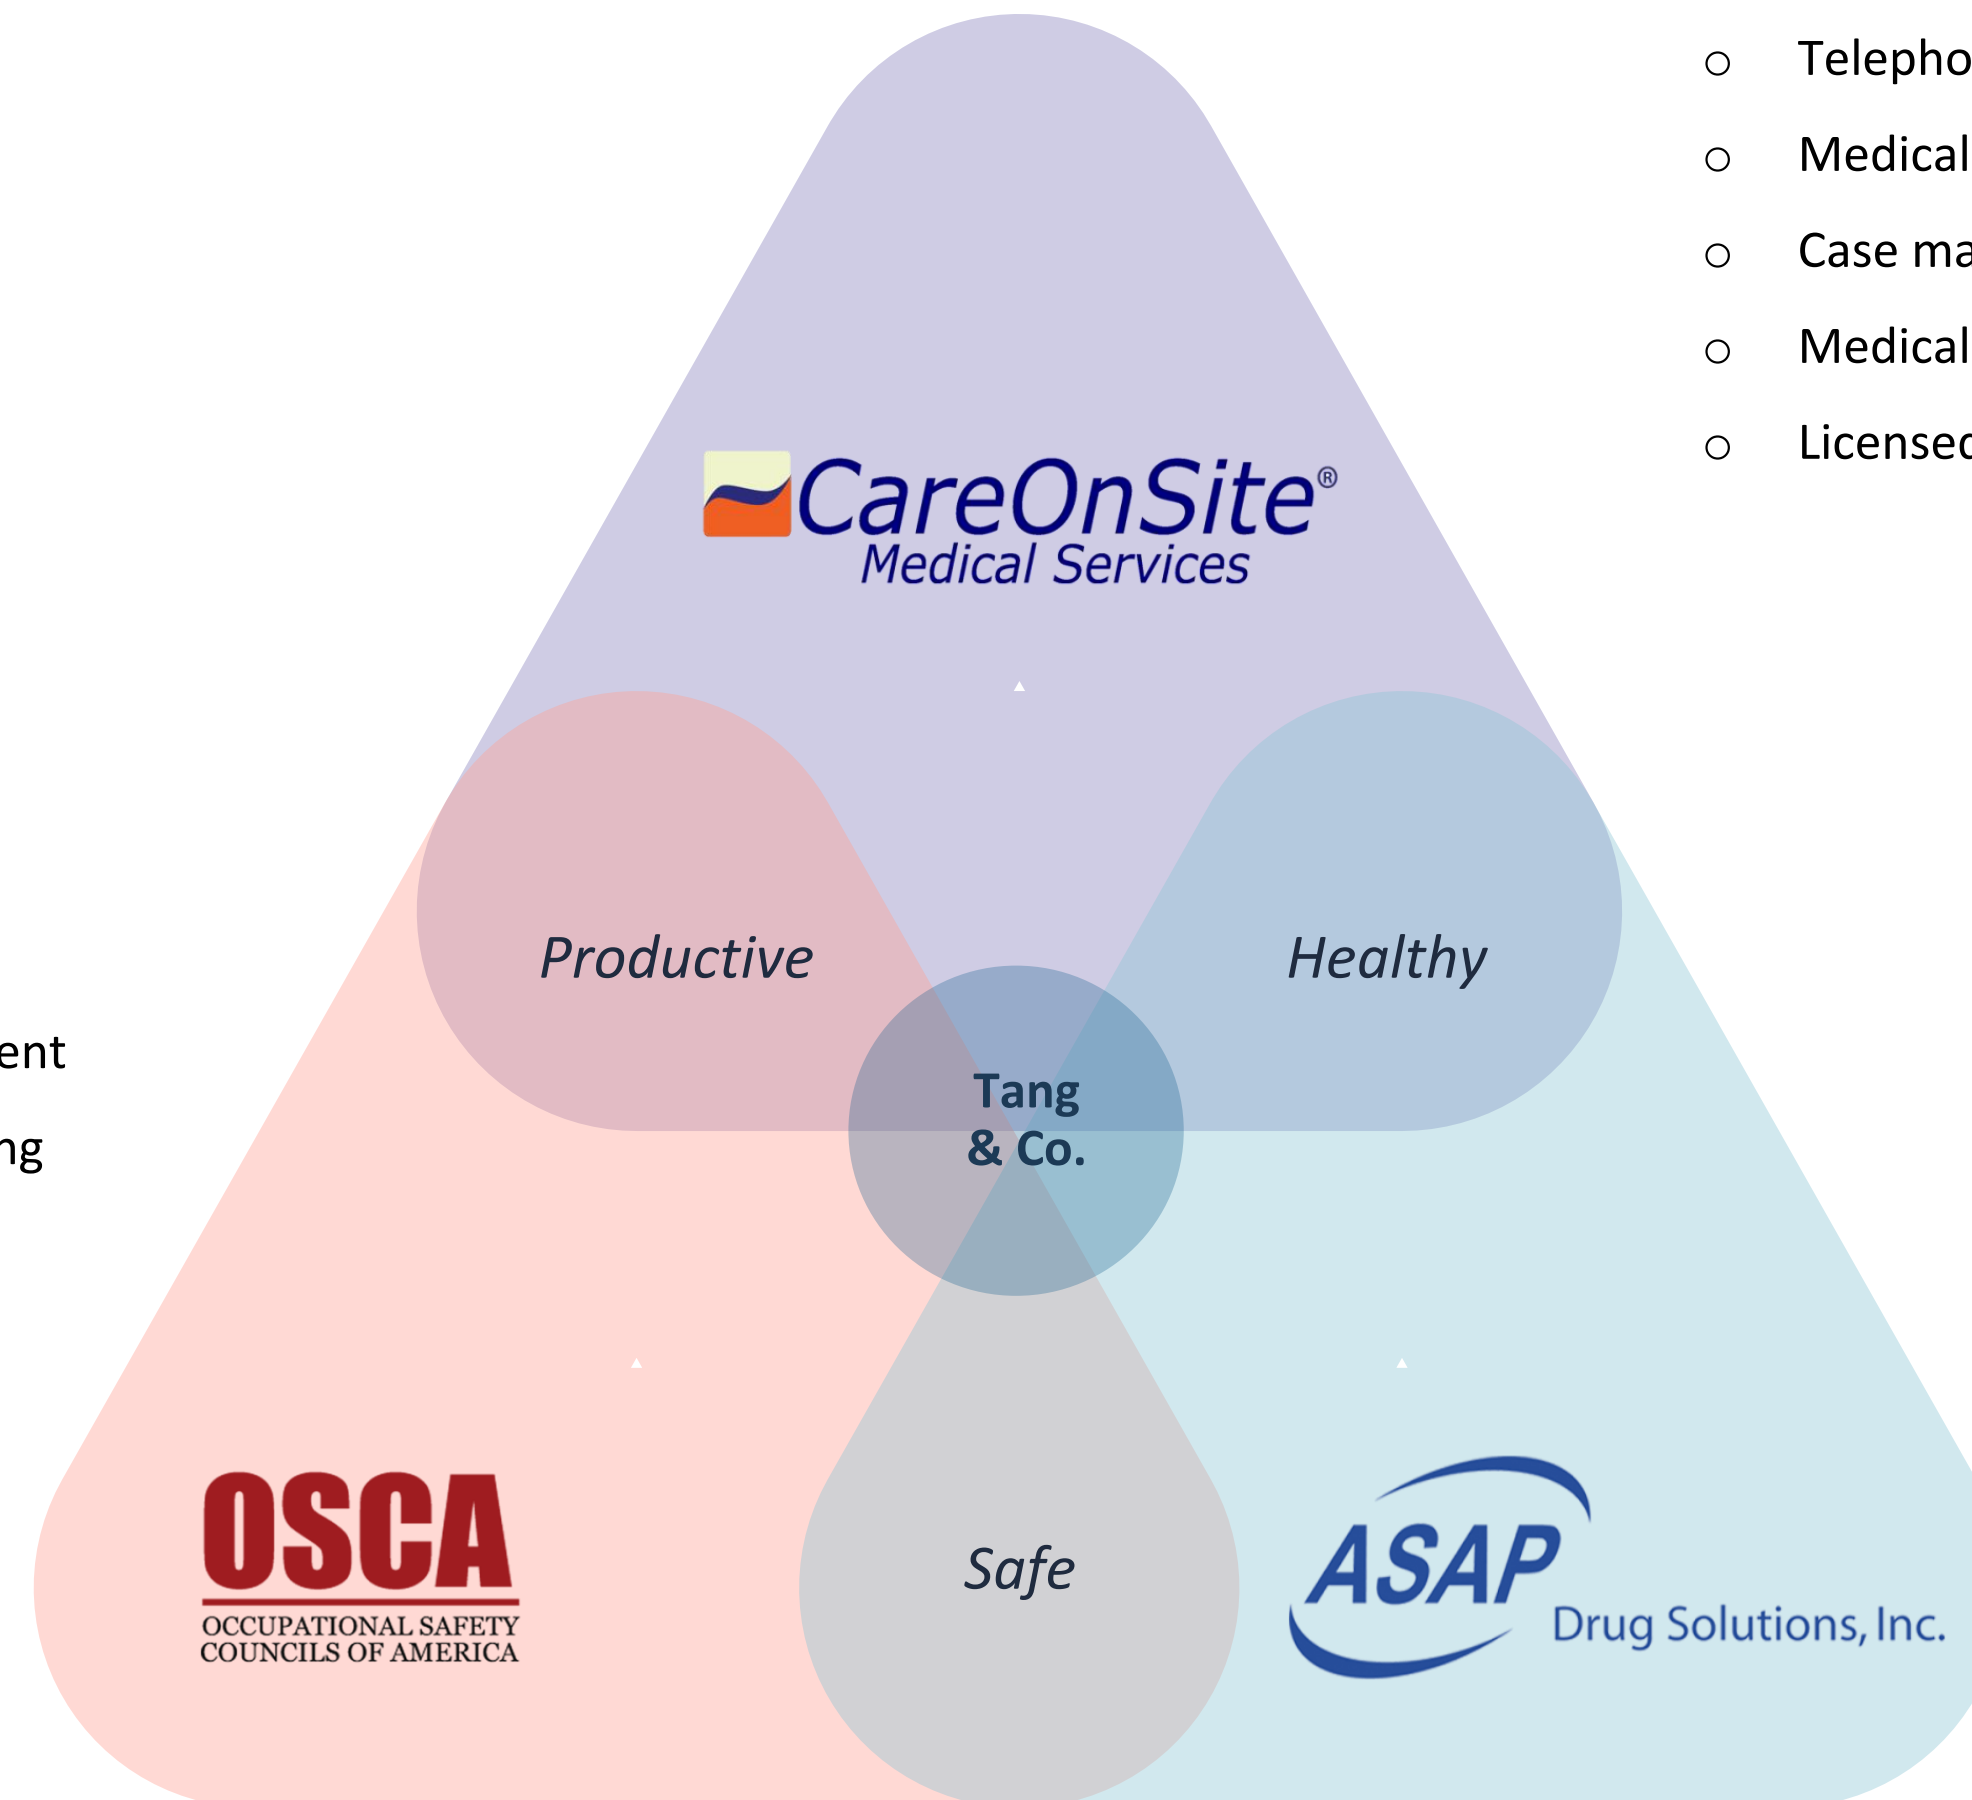 Telepho
Medical
Case ma
Medical
Licensed
CareOnSite®
Medical Services
Productive
Healthy
ent
ng
Tang
& Co.
Safe
OSCA
OCCUPATIONAL SAFETY
COUNCILS OF AMERICA
ASAP
Drug Solutions, Inc.